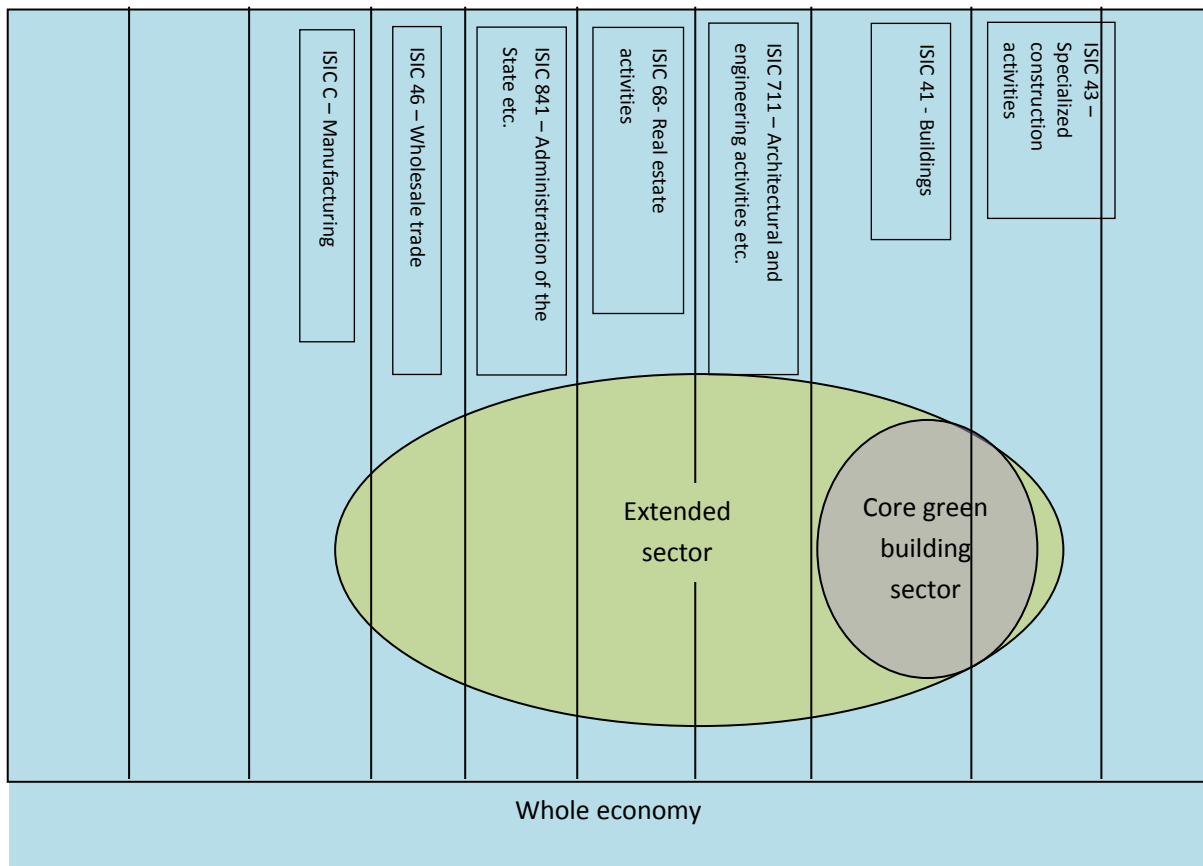 ISIC C – Manufacturing
ISIC 46 – Wholesale trade
ISIC 841 – Administration of the
State etc.
ISIC 68- Real estate
activities
ISIC 711 – Architectural and
engineering activities etc.
ISIC 41 - Buildings
ISIC 43 –
Specialized
construction
activities
Extended
sector
Core green
building
sector
Whole economy